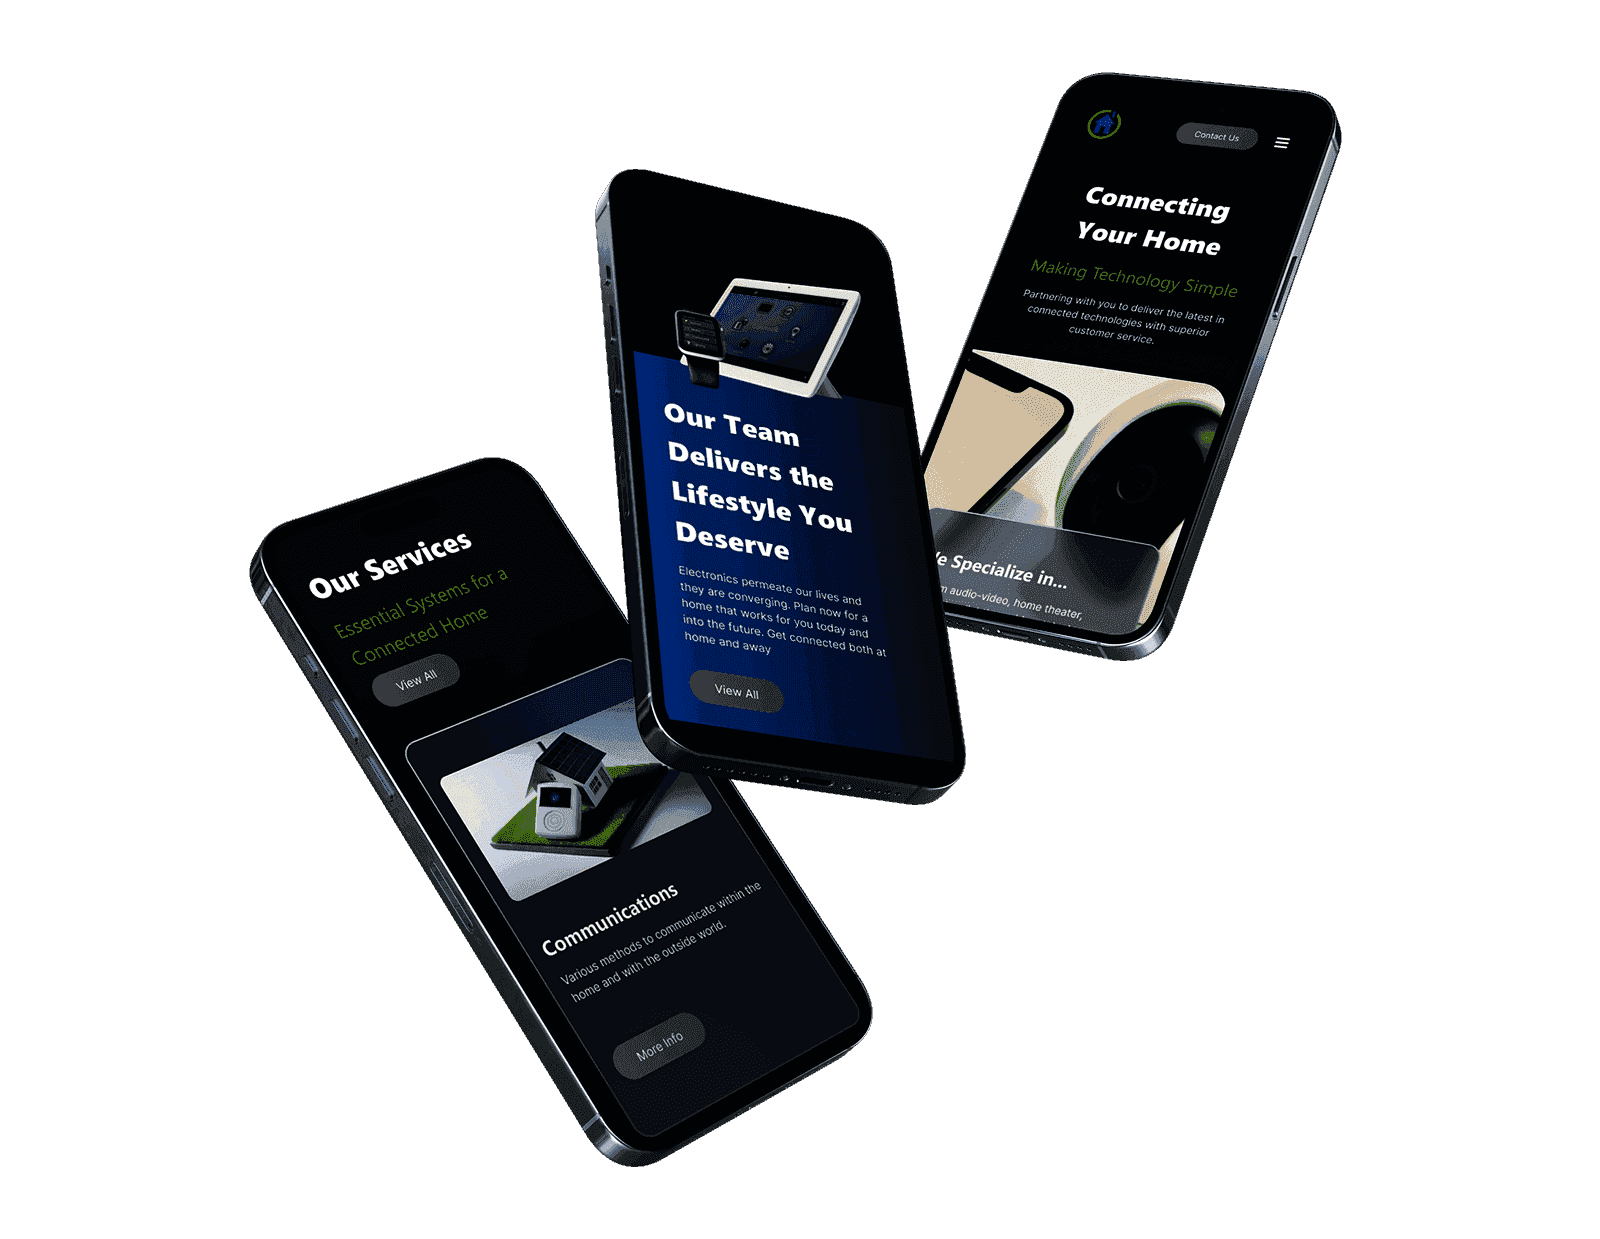 Our Services
Essential Systems for a
Connected Home
View All
Communications
Various methods to communicate within the
home and with the outside world.
More Info
Our Team
Delivers the
Lifestyle You
Deserve
Electronics permeate our lives and
they are converging. Plan now for a
home that works for you today and
into the future. Get connected both at
home and away
View All
Contact Us
Connecting
Your Home
Making Technology Simple
Partnering with you to deliver the latest in
connected technologies with superior
customer service.
Specialize in...
audio-video, home theater,